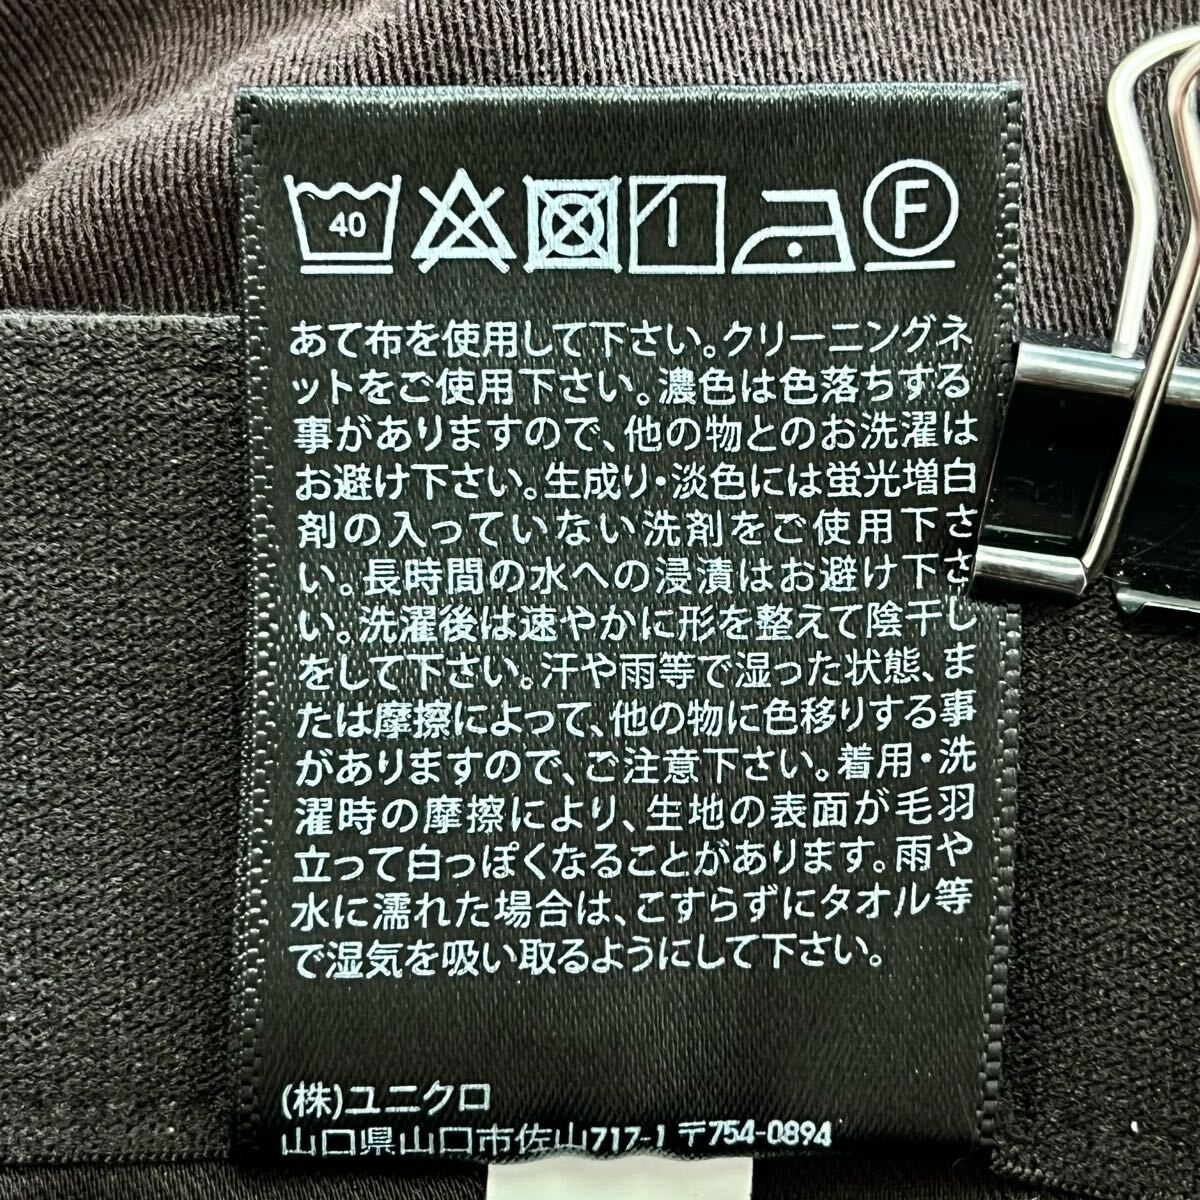 40 F
あて布を使用して下さい。クリーニングネ
ットをご使用下さい。濃色は色落ちする
事がありますので、他の物とのお洗濯は
お避け下さい。生成り・淡色には蛍光増白
剤の入っていない洗剤をご使用下さ
い。長時間の水への浸漬はお避け下さ
い。洗濯後は速やかに形を整えて陰干し
をして下さい。汗や雨等で湿った状態、ま
たは摩擦によって、他の物に色移りする事
がありますので、ご注意下さい。着用・洗
濯時の摩擦により、生地の表面が毛羽
立って白っぽくなることがあります。雨や
水に濡れた場合は、こすらずにタオル等
で湿気を吸い取るようにして下さい。
(株)ユニクロ
山口県山口市佐山717-1 〒754-0894